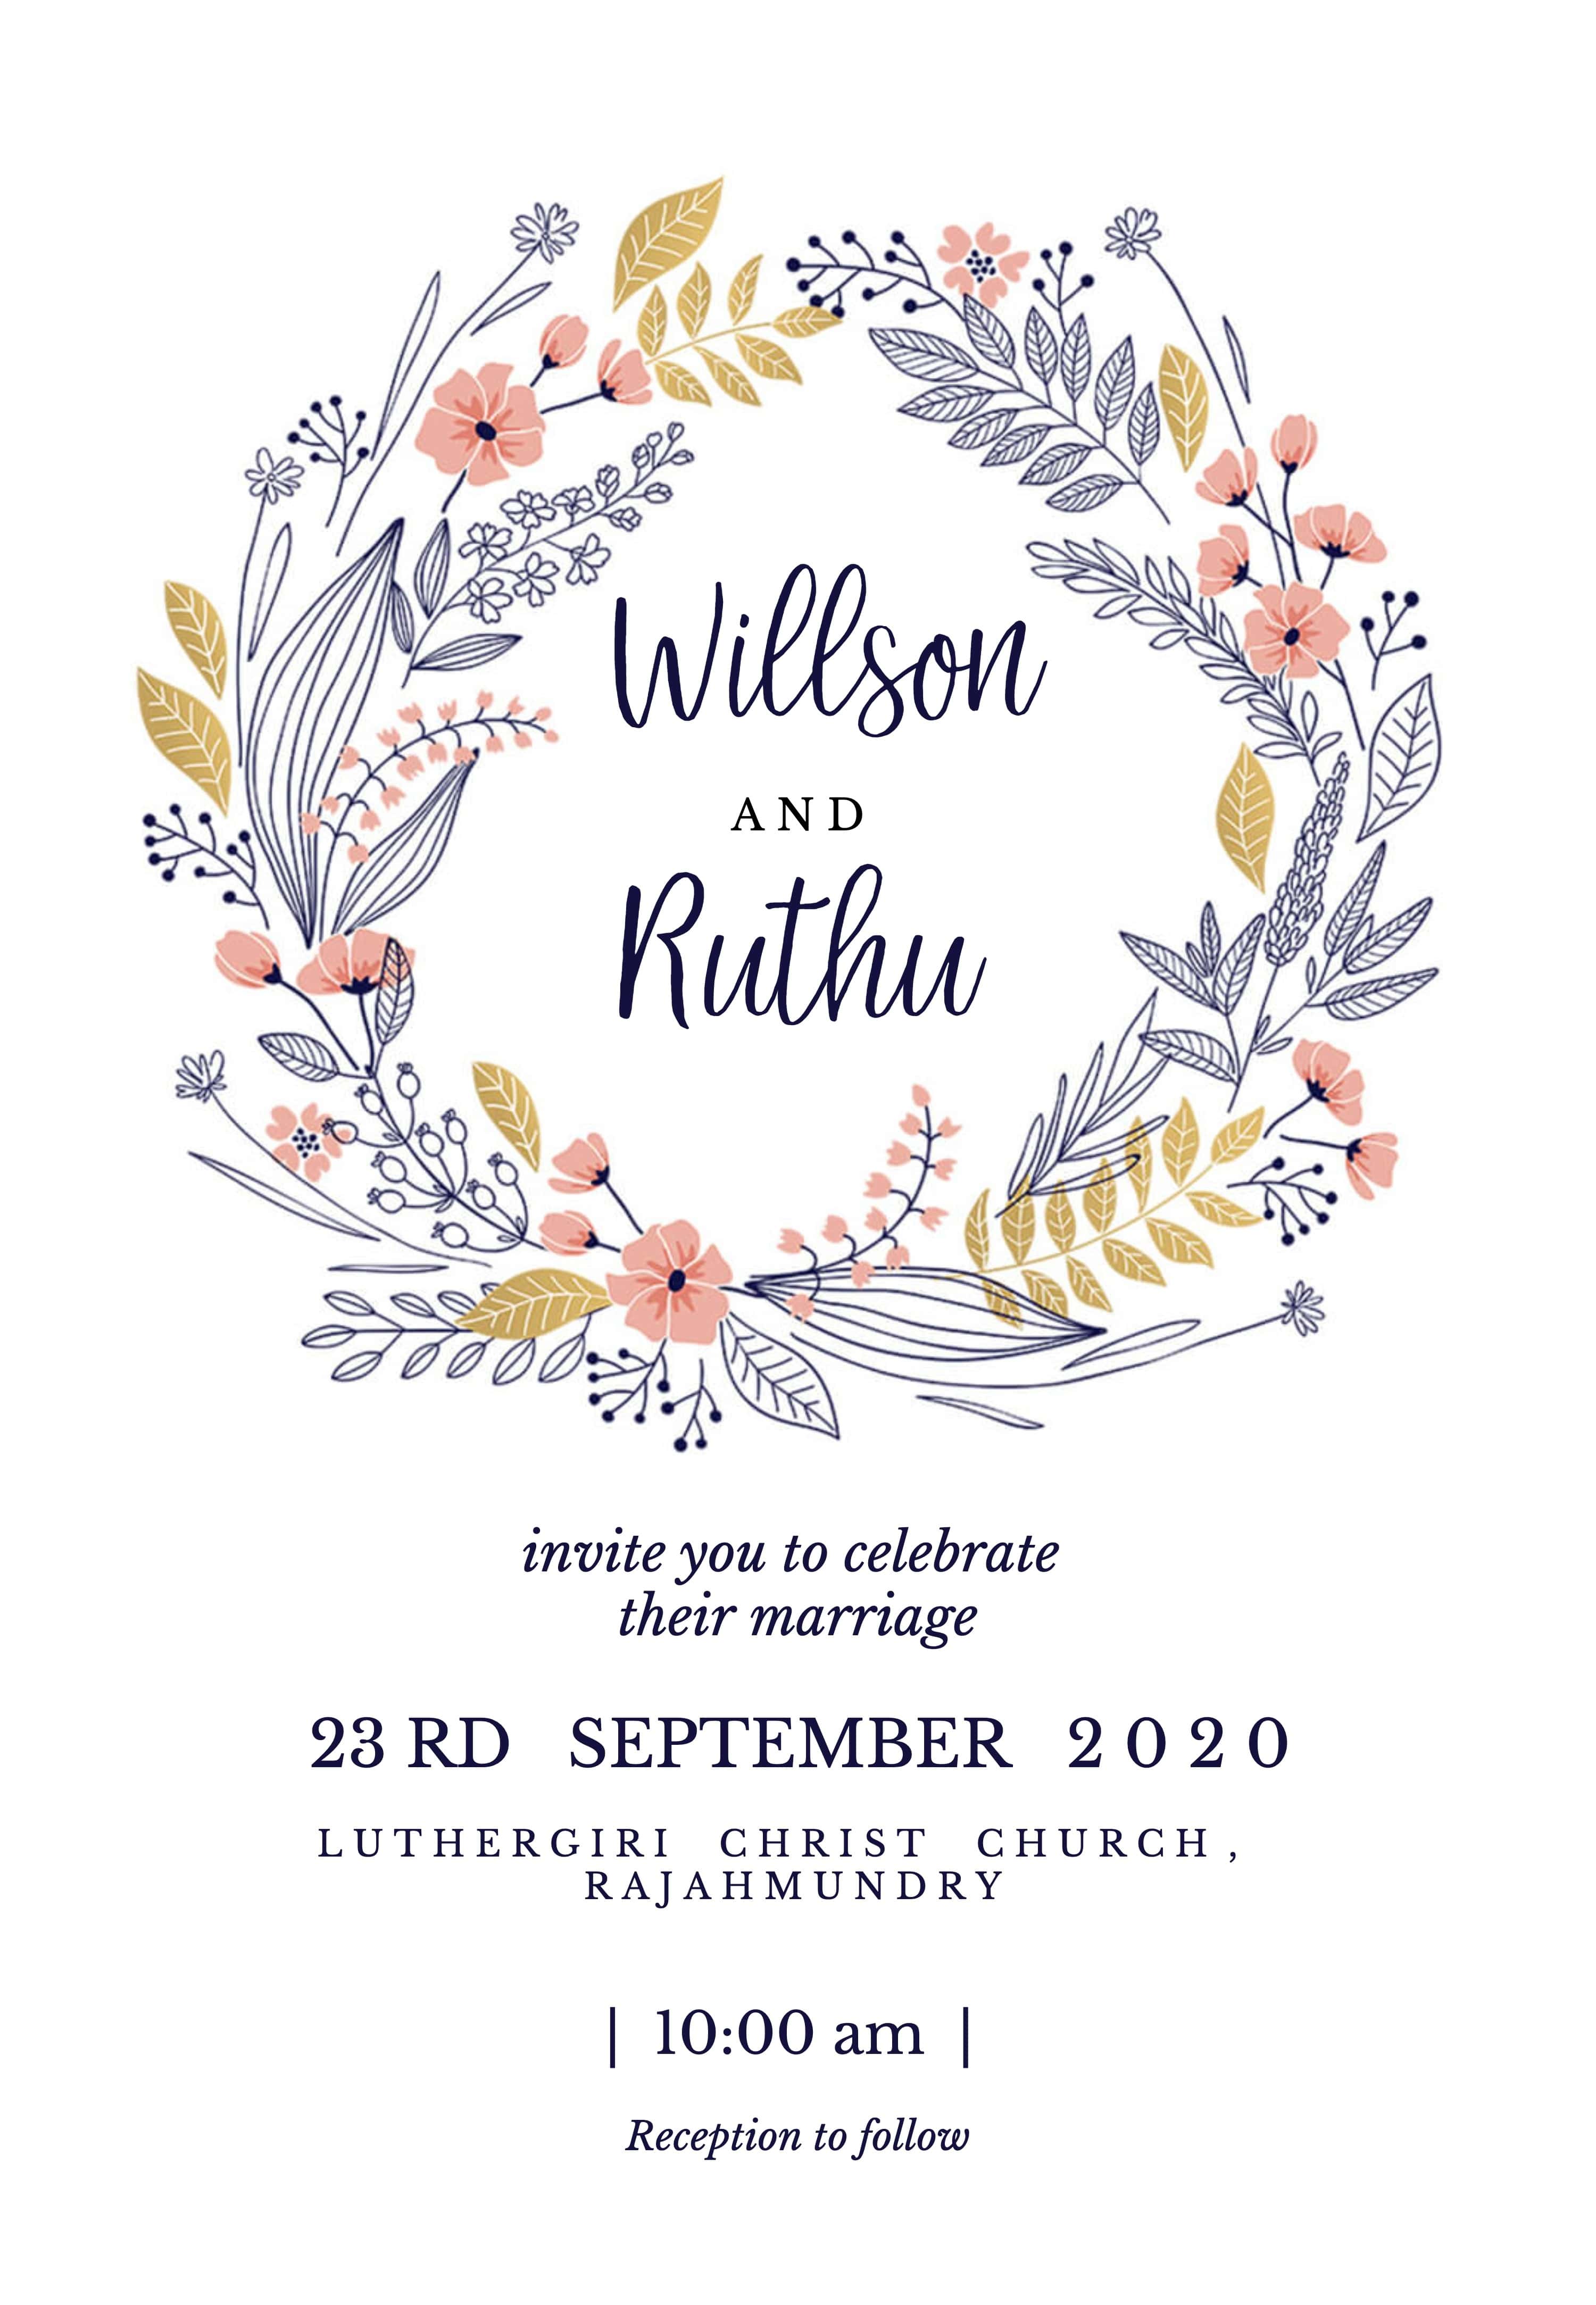 Willson
AND
Ruthu
invite you to celebrate
their marriage
23 RD SEPTEMBER 2020
LUTHERGIRI CHRIST CHURCH,
RAJAHMUNDRY
| 10:00 am |
Reception to follow